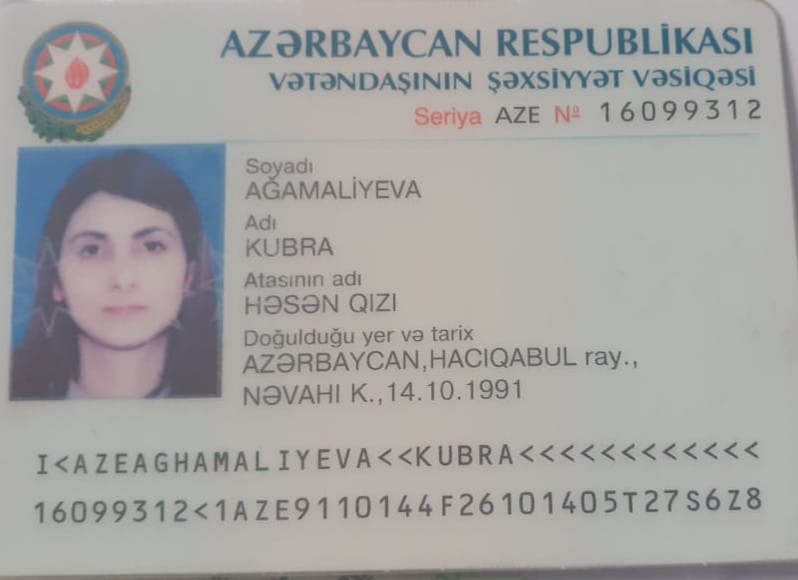 AZƏRBAYCAN RESPUBLİKASI
VƏTƏNDAŞININ ŞƏXSİYYƏT VƏSİQƏSİ
Seriya AZE № 16099312
Soyadı
AĞAMALİYEVA
Adı
KUBRA
Atasının adı
HƏSƏN QIZI
Doğulduğu yer və tarix
AZƏRBAYCAN,HACIQABUL ray.,
NƏVAHI K.,14.10.1991
I<AZEAGHAMALIYEVA<<KUBRA<<<<<<<<<<<<
16099312<1AZE9110144F26101405T27S6Z8